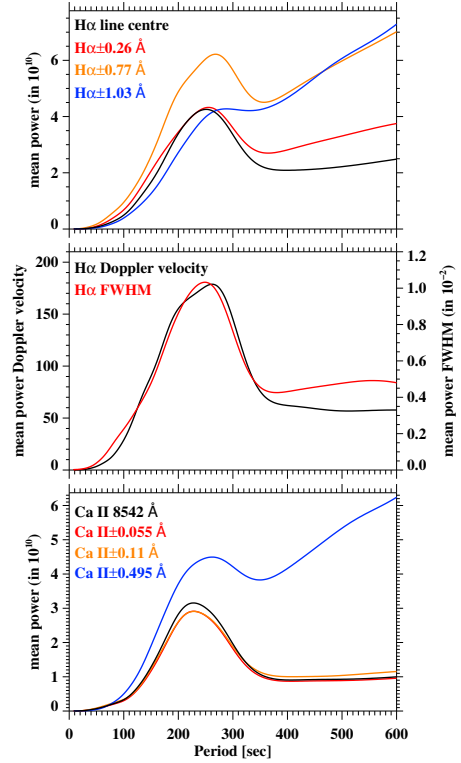 Hα line centre
Hα±0.26 Å
Hα±0.77 Å
Hα±1.03 Å
mean power (in 10¹⁰)
6
4
2
0
Hα Doppler velocity
Hα FWHM
mean power Doppler velocity
200
150
100
50
0
mean power FWHM (in 10⁻²)
1.2
1.0
0.8
0.6
0.4
0.2
0.0
Ca II 8542 Å
Ca II±0.055 Å
Ca II±0.11 Å
Ca II±0.495 Å
mean power (in 10¹⁰)
6
5
4
3
2
1
0
0 100 200 300 400 500 600
Period [sec]